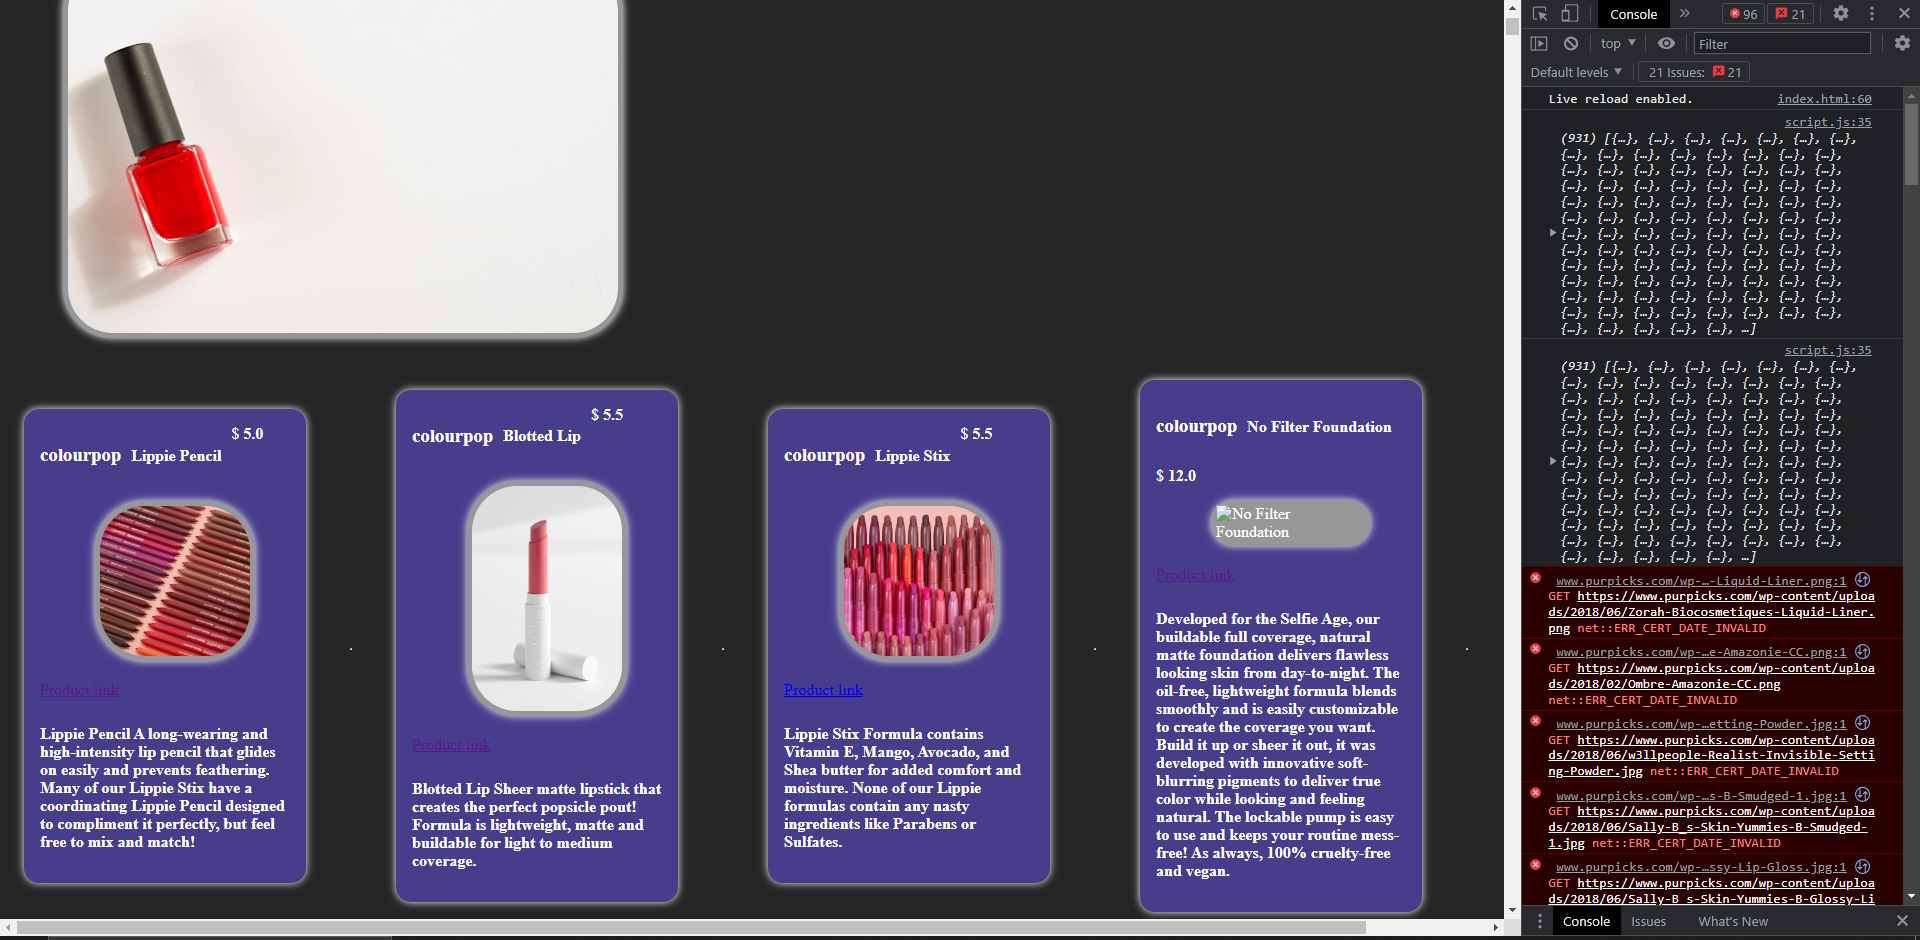 $ 5.0
colourpop Lippie Pencil
Product link
Lippie Pencil A long-wearing and
high-intensity lip pencil that glides
on easily and prevents feathering.
Many of our Lippie Stix have a
coordinating Lippie Pencil designed
to compliment it perfectly, but feel
free to mix and match!
.
$ 5.5
colourpop Blotted Lip
Product link
Blotted Lip Sheer matte lipstick that
creates the perfect popsicle pout!
Formula is lightweight, matte and
buildable for light to medium
coverage.
.
$ 5.5
colourpop Lippie Stix
Product link
Lippie Stix Formula contains
Vitamin E, Mango, Avocado, and
Shea butter for added comfort and
moisture. None of our Lippie
formulas contain any nasty
ingredients like Parabens or
Sulfates.
.
colourpop No Filter Foundation
$ 12.0
No Filter
Foundation
Product link
Developed for the Selfie Age, our
buildable full coverage, natural
matte foundation delivers flawless
looking skin from day-to-night. The
oil-free, lightweight formula blends
smoothly and is easily customizable
to create the coverage you want.
Build it up or sheer it out, it was
developed with innovative soft-
blurring pigments to deliver true
color while looking and feeling
natural. The lockable pump is easy
to use and keeps your routine mess-
free! As always, 100% cruelty-free
and vegan.
.
Console 96 21
top Filter
Default levels 21 Issues: 21
Live reload enabled. index.html:60
script.js:35
(931) [{…}, {…}, {…}, {…}, {…}, {…}, {…},
{…}, {…}, {…}, {…}, {…}, {…}, {…}, {…},
{…}, {…}, {…}, {…}, {…}, {…}, {…}, {…},
{…}, {…}, {…}, {…}, {…}, {…}, {…}, {…},
{…}, {…}, {…}, {…}, {…}, {…}, {…}, {…},
{…}, {…}, {…}, {…}, {…}, {…}, {…}, {…},
{…}, {…}, {…}, {…}, {…}, {…}, {…}, {…},
{…}, {…}, {…}, {…}, {…}, {…}, {…}, {…},
{…}, {…}, {…}, {…}, {…}, {…}, {…}, {…},
{…}, {…}, {…}, {…}, {…}, {…}, {…}, {…},
{…}, {…}, {…}, {…}, {…}, {…}, {…}, {…},
{…}, {…}, {…}, {…}, {…}, {…}, {…}, {…},
{…}, {…}, {…}, {…}, {…}, …]
script.js:35
(931) [{…}, {…}, {…}, {…}, {…}, {…}, {…},
{…}, {…}, {…}, {…}, {…}, {…}, {…}, {…},
{…}, {…}, {…}, {…}, {…}, {…}, {…}, {…},
{…}, {…}, {…}, {…}, {…}, {…}, {…}, {…},
{…}, {…}, {…}, {…}, {…}, {…}, {…}, {…},
{…}, {…}, {…}, {…}, {…}, {…}, {…}, {…},
{…}, {…}, {…}, {…}, {…}, {…}, {…}, {…},
{…}, {…}, {…}, {…}, {…}, {…}, {…}, {…},
{…}, {…}, {…}, {…}, {…}, {…}, {…}, {…},
{…}, {…}, {…}, {…}, {…}, {…}, {…}, {…},
{…}, {…}, {…}, {…}, {…}, {…}, {…}, {…},
{…}, {…}, {…}, {…}, {…}, {…}, {…}, {…},
{…}, {…}, {…}, {…}, {…}, …]
www.purpicks.com/wp-…-Liquid-Liner.png:1
GET https://www.purpicks.com/wp-content/uploa
ds/2018/06/Zorah-Biocosmetiques-Liquid-Liner.
png net::ERR_CERT_DATE_INVALID
www.purpicks.com/wp-…e-Amazonie-CC.png:1
GET https://www.purpicks.com/wp-content/uploa
ds/2018/02/Ombre-Amazonie-CC.png
net::ERR_CERT_DATE_INVALID
www.purpicks.com/wp-…etting-Powder.jpg:1
GET https://www.purpicks.com/wp-content/uploa
ds/2018/06/w3llpeople-Realist-Invisible-Setti
ng-Powder.jpg net::ERR_CERT_DATE_INVALID
www.purpicks.com/wp-…s-B-Smudged-1.jpg:1
GET https://www.purpicks.com/wp-content/uploa
ds/2018/06/Sally-B_s-Skin-Yummies-B-Smudged-
1.jpg net::ERR_CERT_DATE_INVALID
www.purpicks.com/wp-…ssy-Lip-Gloss.jpg:1
GET https://www.purpicks.com/wp-content/uploa
ds/2018/06/Sally-B_s-Skin-Yummies-B-Glossy-Li
Console Issues What's New